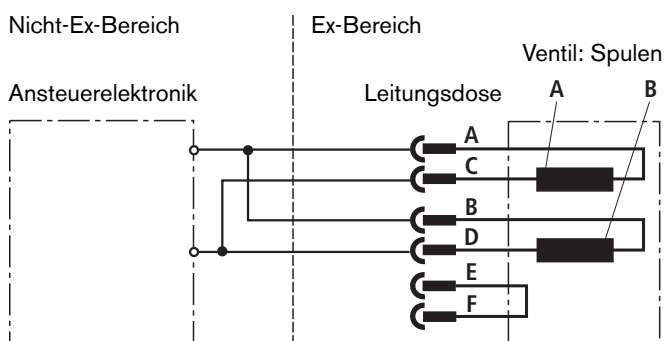 Nicht-Ex-Bereich
Ex-Bereich
Ventil: Spulen
Ansteuerelektronik
Leitungsdose
A
B
A
C
B
D
E
F